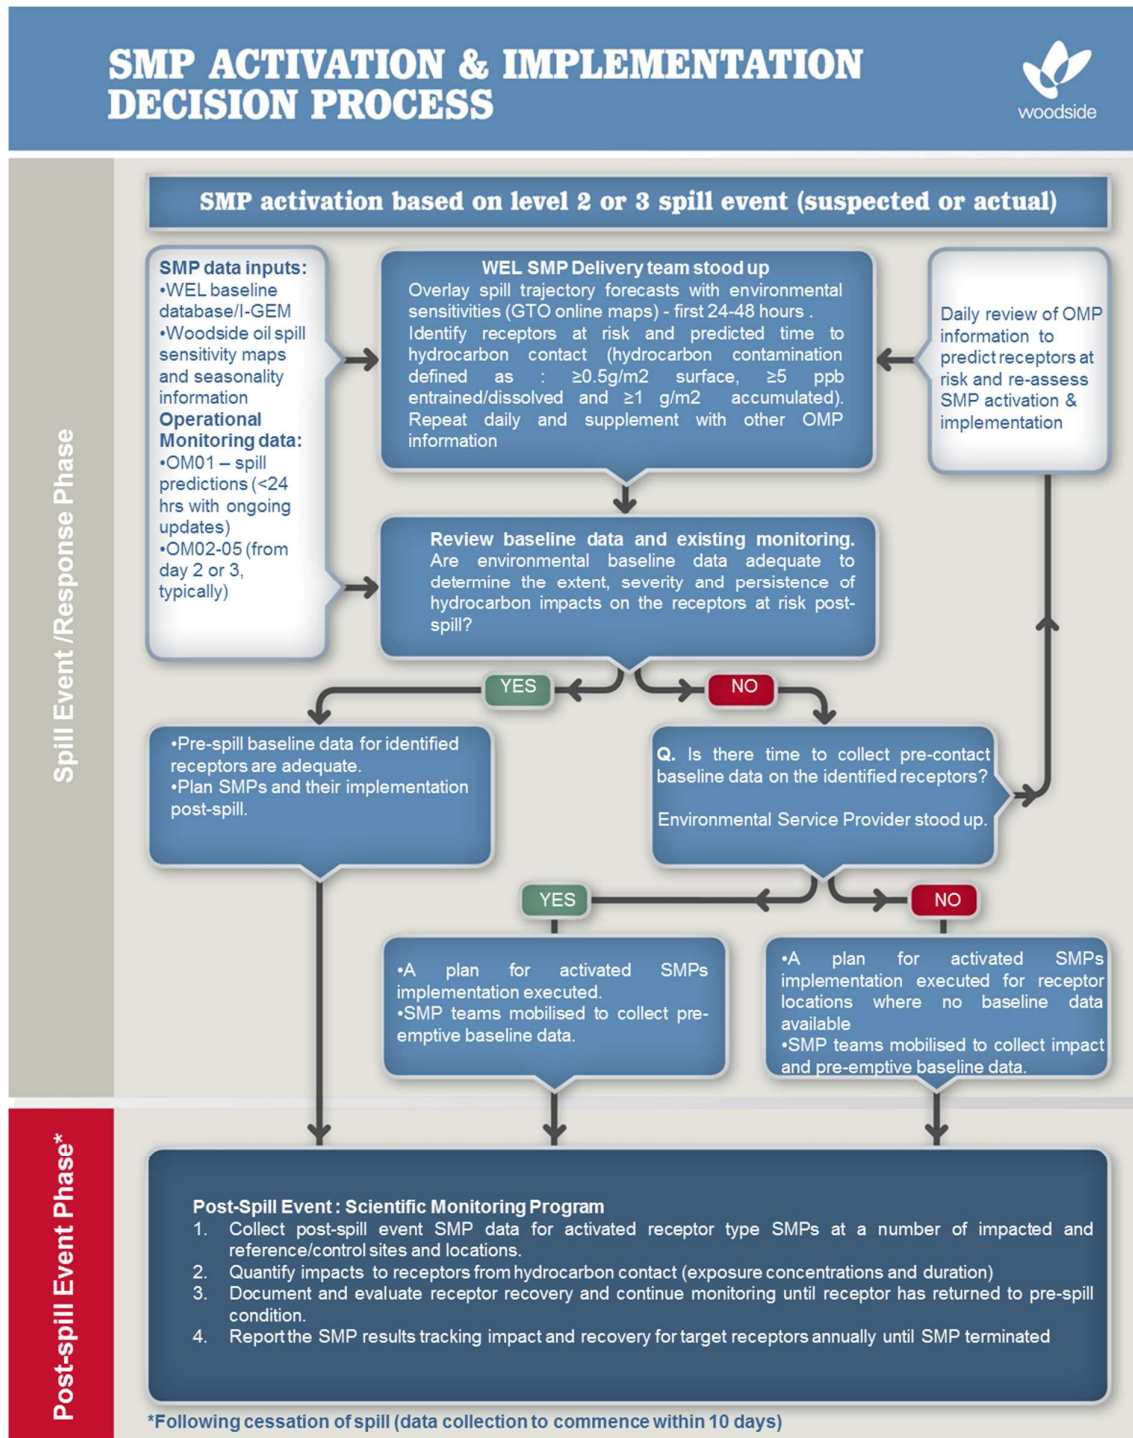 SMP ACTIVATION & IMPLEMENTATION
DECISION PROCESS
woodside
Spill Event /Response Phase
SMP activation based on level 2 or 3 spill event (suspected or actual)
SMP data inputs:
•WEL baseline
database/I-GEM
•Woodside oil spill
sensitivity maps
and seasonality
information
Operational
Monitoring data:
•OM01 – spill
predictions (<24
hrs with ongoing
updates)
•OM02-05 (from
day 2 or 3,
typically)
WEL SMP Delivery team stood up
Overlay spill trajectory forecasts with environmental
sensitivities (GTO online maps) - first 24-48 hours .
Identify receptors at risk and predicted time to
hydrocarbon contact (hydrocarbon contamination
defined as : ≥0.5g/m2 surface, ≥5 ppb
entrained/dissolved and ≥1 g/m2 accumulated).
Repeat daily and supplement with other OMP
information
Daily review of OMP
information to
predict receptors at
risk and re-assess
SMP activation &
implementation
Review baseline data and existing monitoring.
Are environmental baseline data adequate to
determine the extent, severity and persistence of
hydrocarbon impacts on the receptors at risk post-
spill?
YES
NO
•Pre-spill baseline data for identified
receptors are adequate.
•Plan SMPs and their implementation
post-spill.
Q. Is there time to collect pre-contact
baseline data on the identified receptors?
Environmental Service Provider stood up.
YES
NO
•A plan for activated SMPs
implementation executed.
•SMP teams mobilised to collect pre-
emptive baseline data.
•A plan for activated SMPs
implementation executed for receptor
locations where no baseline data
available
•SMP teams mobilised to collect impact
and pre-emptive baseline data.
Post-spill Event Phase*
Post-Spill Event : Scientific Monitoring Program
1. Collect post-spill event SMP data for activated receptor type SMPs at a number of impacted and
reference/control sites and locations.
2. Quantify impacts to receptors from hydrocarbon contact (exposure concentrations and duration)
3. Document and evaluate receptor recovery and continue monitoring until receptor has returned to pre-spill
condition.
4. Report the SMP results tracking impact and recovery for target receptors annually until SMP terminated
*Following cessation of spill (data collection to commence within 10 days)